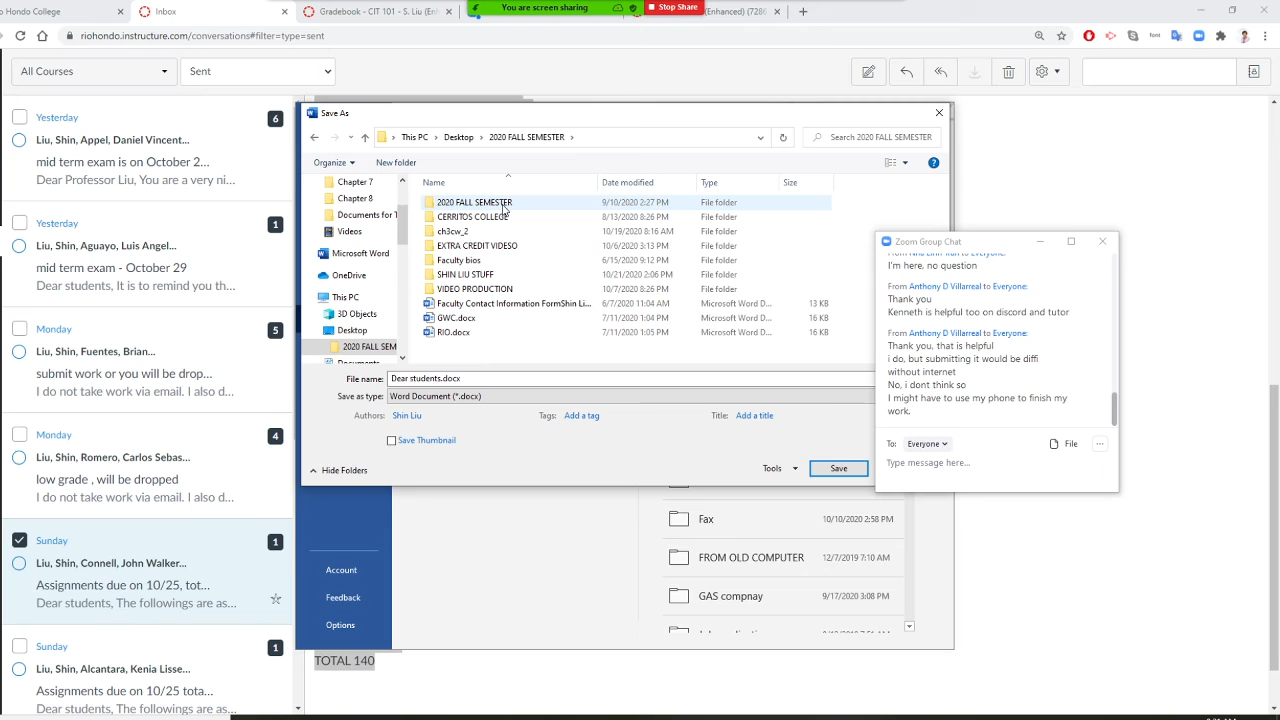 o Hondo College
Inbox
Gradebook - CIT 101 - S. Liu (Enh
You are screen sharing
Stop Share
(Enhanced) (7286
riohondo.instructure.com/conversations#filter=type=sent
All Courses
Sent
Yesterday
6
Liu, Shin, Appel, Daniel Vincent...
mid term exam is on October 2...
Dear Professor Liu, You are a very ni...
Yesterday
1
Liu, Shin, Aguayo, Luis Angel...
mid term exam - October 29
Dear students, It is to remind you th...
Monday
5
Liu, Shin, Fuentes, Brian...
submit work or you will be drop...
I do not take work via email. I also d...
Monday
4
Liu, Shin, Romero, Carlos Sebas...
low grade , will be dropped
I do not take work via email. I also d...
Sunday
1
Liu, Shin, Connell, John Walker...
Assignments due on 10/25, tot...
Dear students, The followings are as...
Sunday
1
Liu, Shin, Alcantara, Kenia Lisse...
Assignments due on 10/25 tota...
Dear students, The followings are as...
Save As
This PC > Desktop > 2020 FALL SEMESTER >
Search 2020 FALL SEMESTER
Organize
New folder
Chapter 7
Chapter 8
Documents for T
Videos
Microsoft Word
OneDrive
This PC
3D Objects
Desktop
2020 FALL SEM
Documents
Name
Date modified
Type
Size
2020 FALL SEMESTER 9/10/2020 2:27 PM File folder
CERRITOS COLLEGE 8/13/2020 8:26 PM File folder
ch3cw_2 10/19/2020 8:16 AM File folder
EXTRA CREDIT VIDESO 10/6/2020 3:13 PM File folder
Faculty bios 6/15/2020 9:12 PM File folder
SHIN LIU STUFF 10/21/2020 2:06 PM File folder
VIDEO PRODUCTION 10/7/2020 8:26 PM File folder
Faculty Contact Information FormShin Li... 6/7/2020 11:04 AM Microsoft Word D... 13 KB
GWC.docx 7/11/2020 1:04 PM Microsoft Word D... 16 KB
RIO.docx 7/11/2020 1:05 PM Microsoft Word D... 16 KB
File name: Dear students.docx
Save as type: Word Document (*.docx)
Authors: Shin Liu
Tags: Add a tag
Title: Add a title
Save Thumbnail
Hide Folders
Tools
Save
Account
Feedback
Options
Fax 10/10/2020 2:58 PM
FROM OLD COMPUTER 12/7/2019 7:10 AM
GAS compnay 9/17/2020 3:08 PM
TOTAL 140
Zoom Group Chat
I'm here, no question
From Anthony D Villarreal to Everyone:
Thank you
Kenneth is helpful too on discord and tutor
From Anthony D Villarreal to Everyone:
Thank you, that is helpful
i do, but submitting it would be diffi
without internet
No, i dont think so
I might have to use my phone to finish my
work.
To: Everyone
File
Type message here...